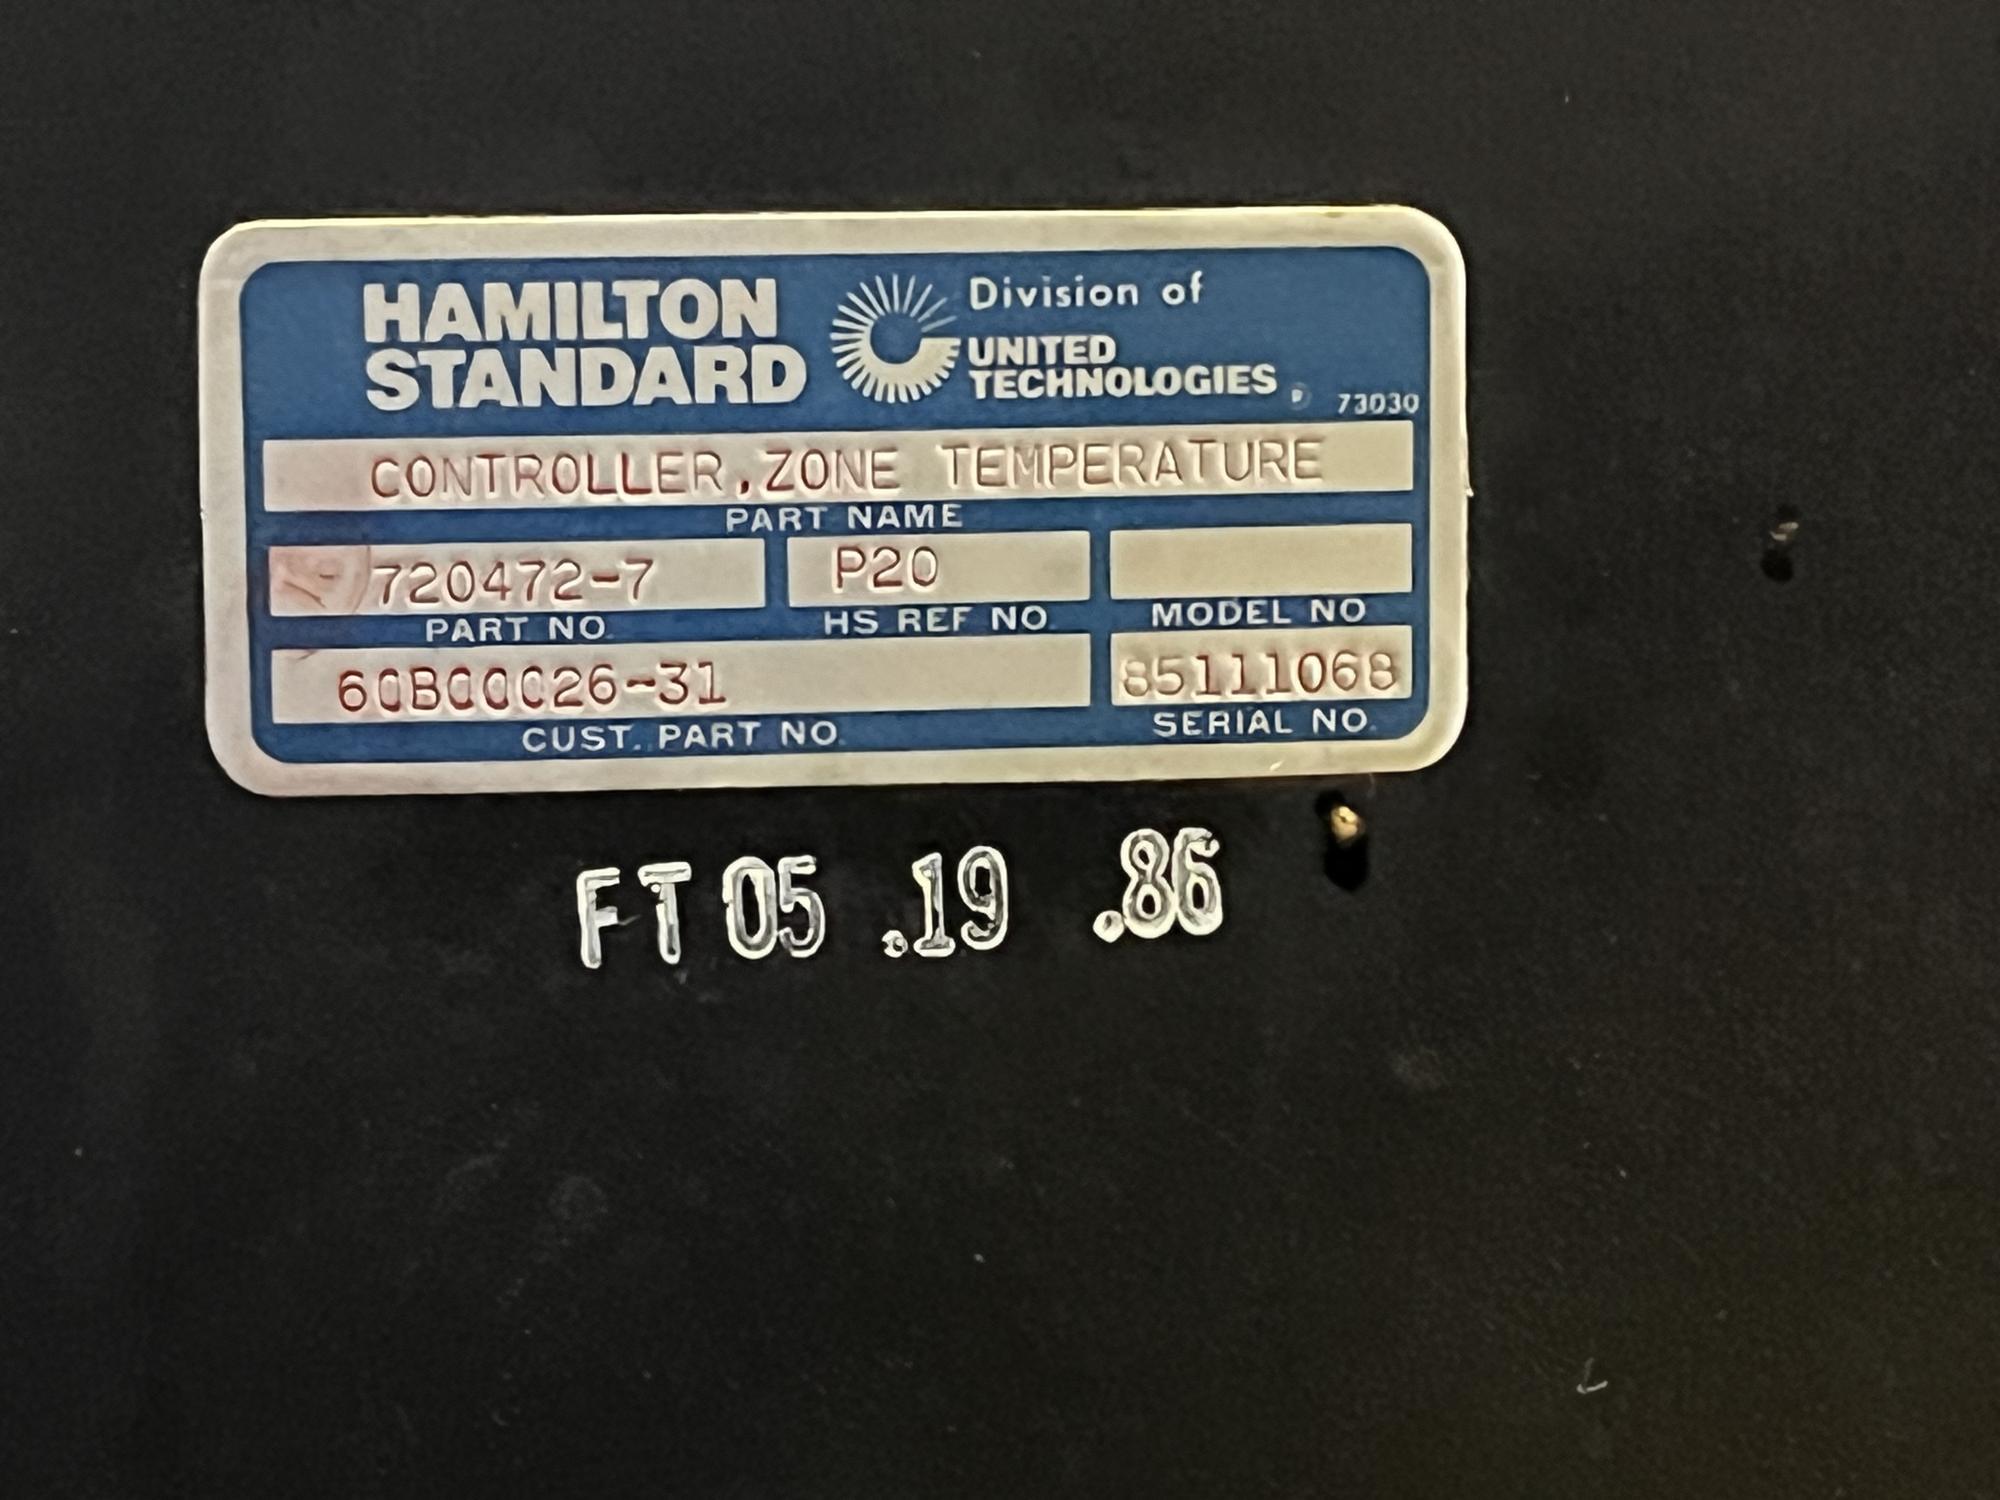 HAMILTON
STANDARD
Division of
UNITED
TECHNOLOGIES
73030
CONTROLLER,ZONE TEMPERATURE
PART NAME
720472-7
PART NO.
P20
HS REF NO.
MODEL NO
60B00026-31
CUST. PART NO.
85111068
SERIAL NO.
FT 05 .19 .86